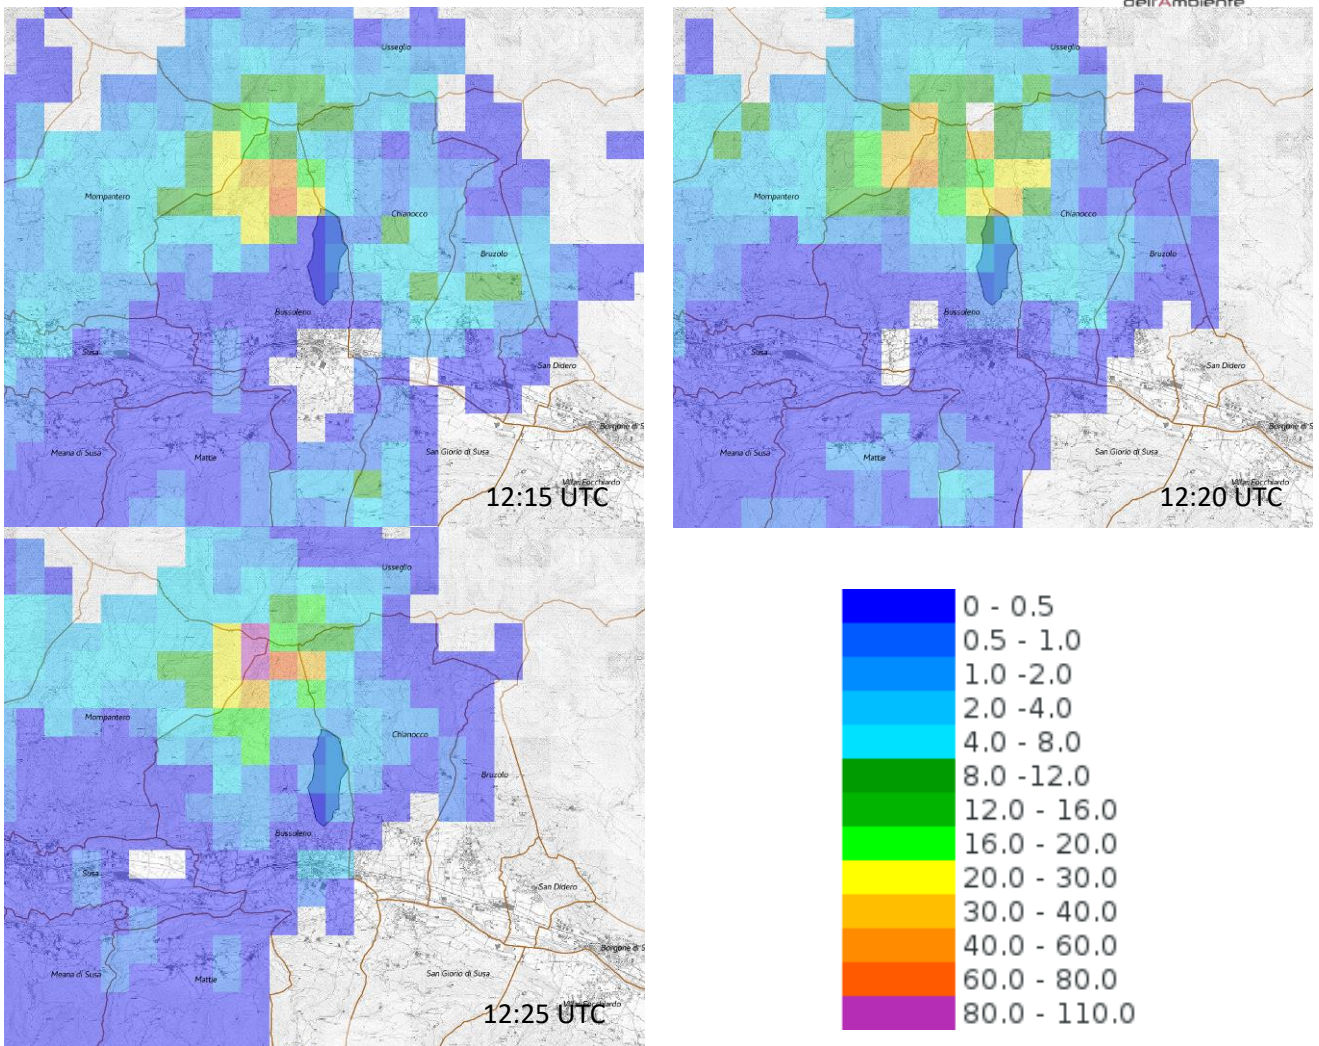 dell'Ambiente
Usseglio
Mompantero
Chianocco
Bruzolo
Bussoleno
Susa
San Didero
Meana di Susa
Mattie
San Giorio di Susa
Borgone di S
Villar Focchiardo
12:15 UTC
Usseglio
Mompantero
Chianocco
Bruzolo
Bussoleno
Susa
San Didero
Meana di Susa
Mattie
San Giorio di Susa
Borgone di S
Villar Focchiardo
12:20 UTC
Usseglio
Mompantero
Chianocco
Bruzolo
Bussoleno
Susa
San Didero
Meana di Susa
Mattie
San Giorio di Susa
Borgone di S
Villar Focchiardo
12:25 UTC
0 - 0.5
0.5 - 1.0
1.0 -2.0
2.0 -4.0
4.0 - 8.0
8.0 -12.0
12.0 - 16.0
16.0 - 20.0
20.0 - 30.0
30.0 - 40.0
40.0 - 60.0
60.0 - 80.0
80.0 - 110.0